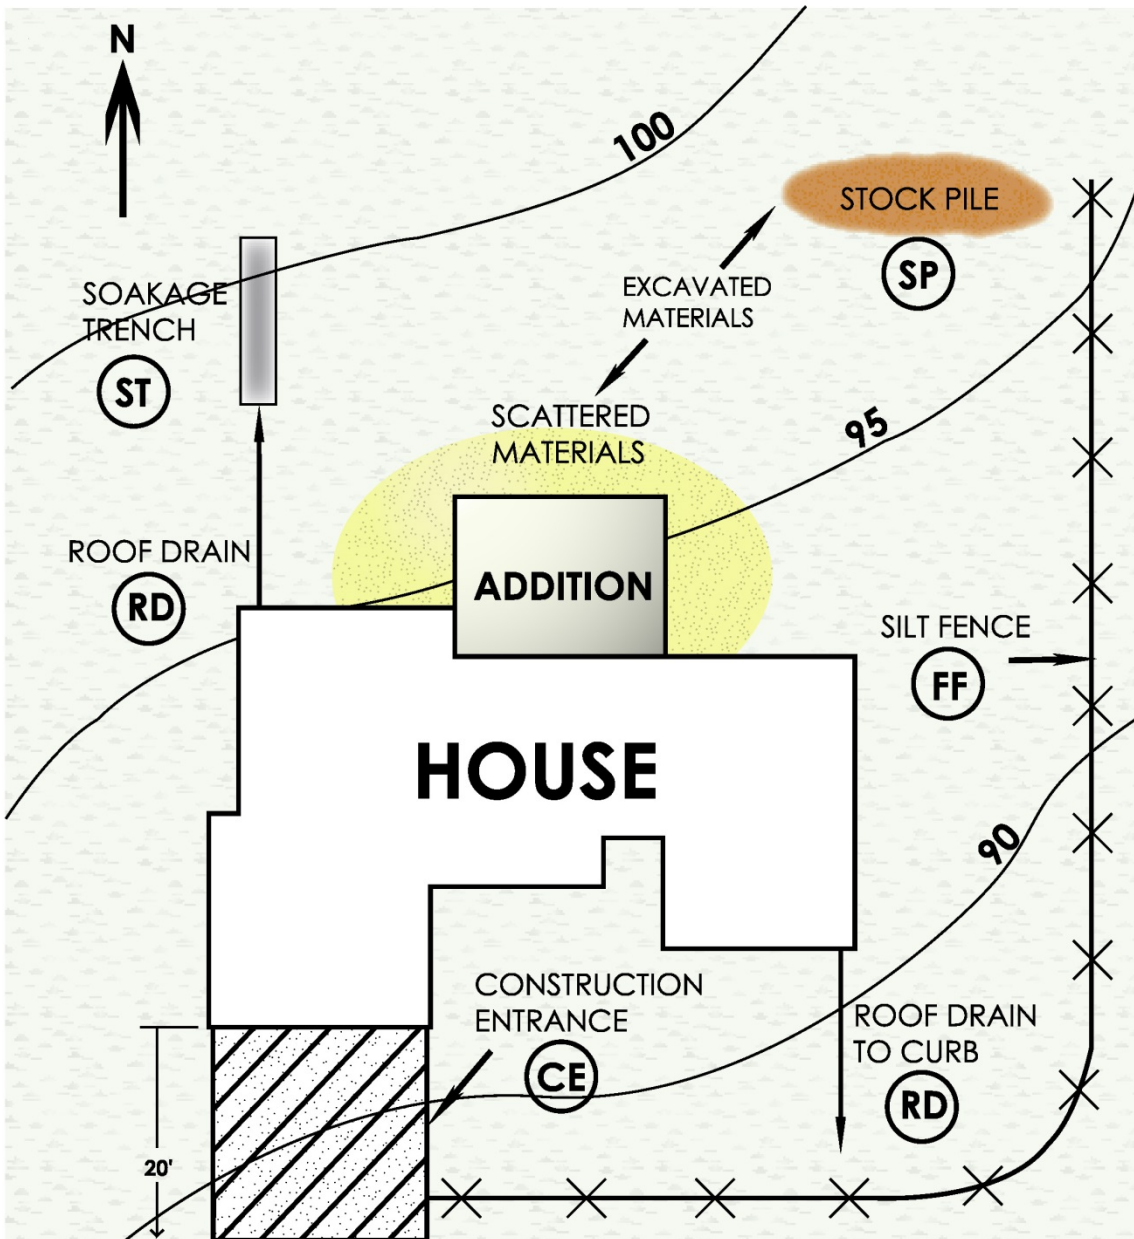 N
100
STOCK PILE
SP
EXCAVATED
MATERIALS
SOAKAGE
TRENCH
ST
SCATTERED
MATERIALS
95
ROOF DRAIN
RD
ADDITION
SILT FENCE
FF
HOUSE
90
CONSTRUCTION
ENTRANCE
CE
ROOF DRAIN
TO CURB
RD
20'